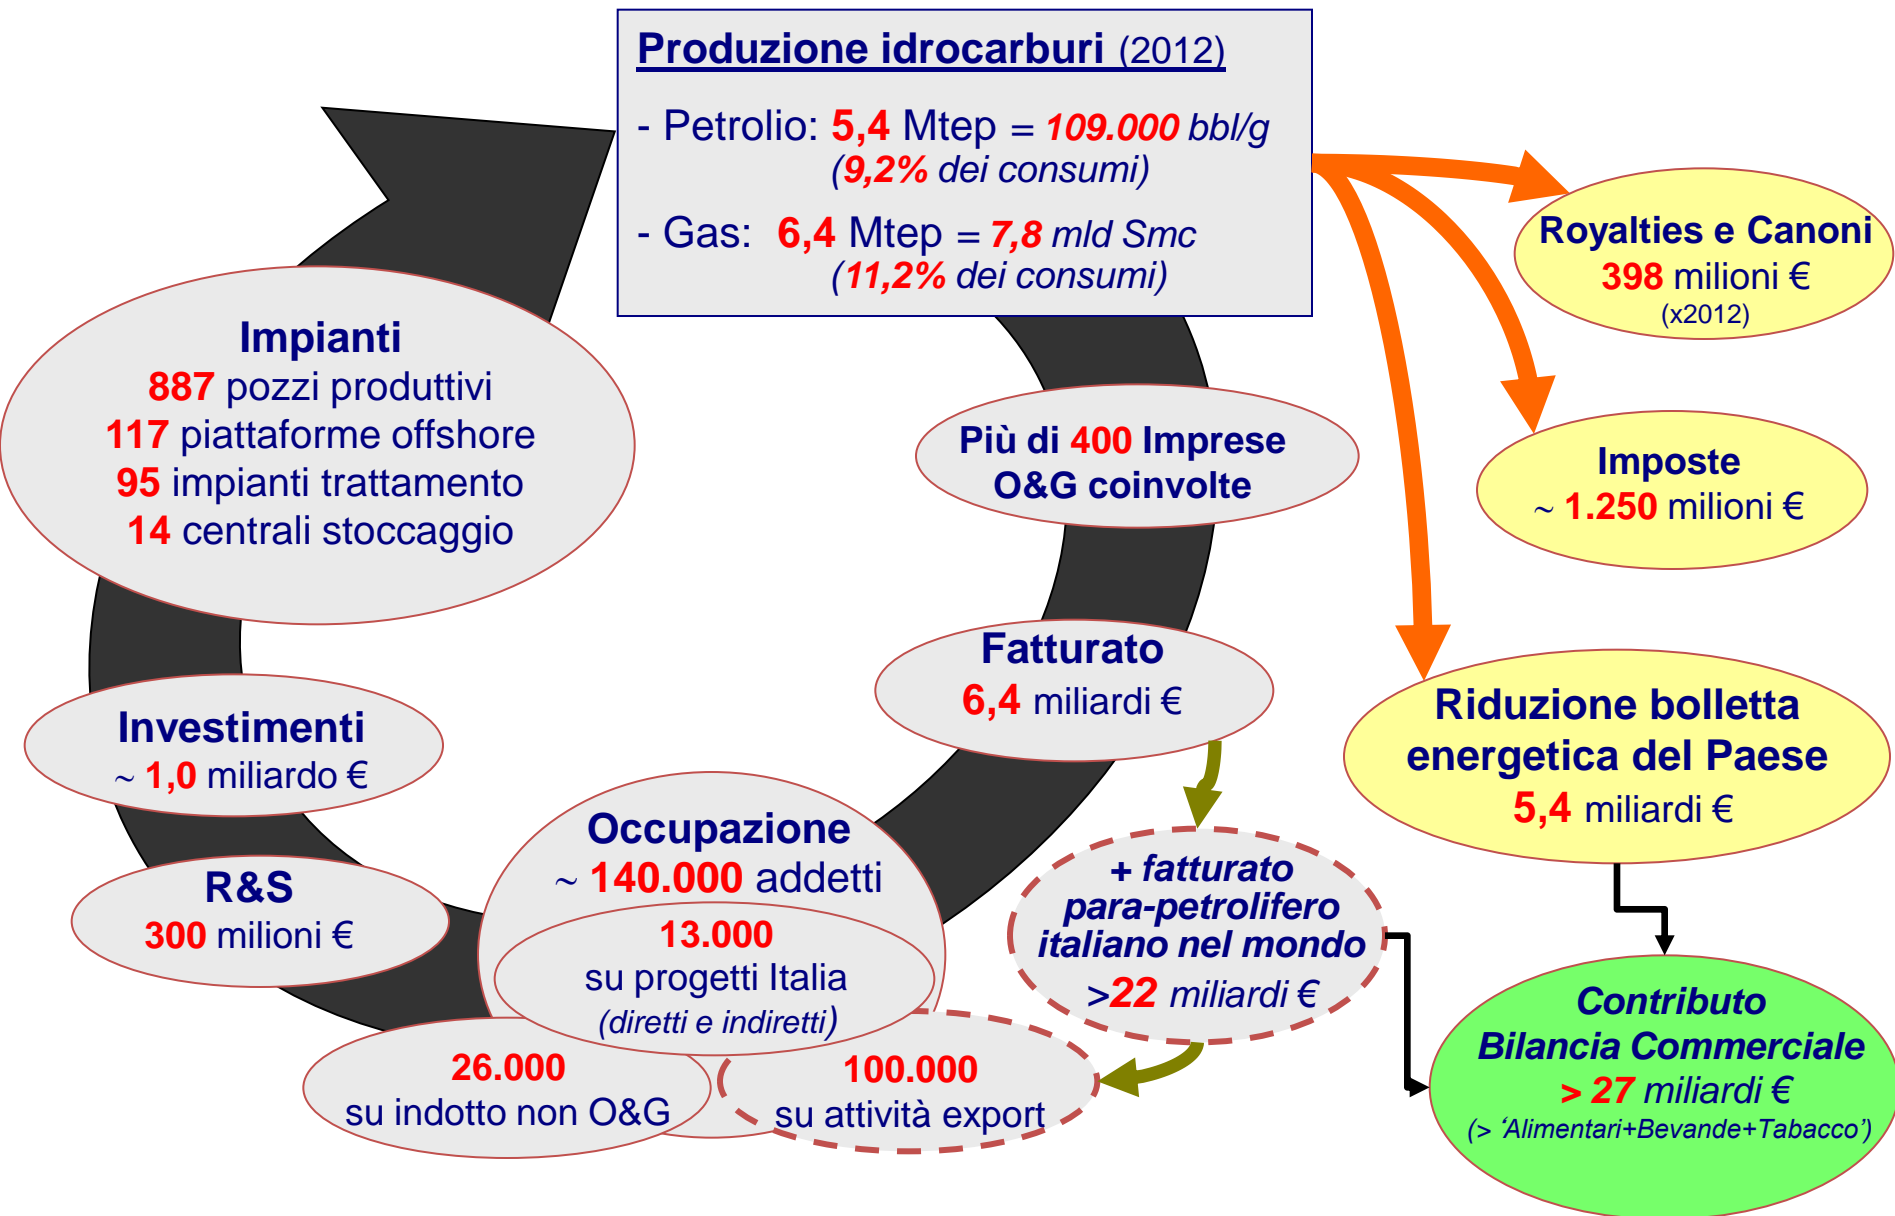 Produzione idrocarburi (2012)
- Petrolio: 5,4 Mtep = 109.000 bbl/g
(9,2% dei consumi)
- Gas: 6,4 Mtep = 7,8 mld Smc
(11,2% dei consumi)
Royalties e Canoni
398 milioni €
(x2012)
Impianti
887 pozzi produttivi
117 piattaforme offshore
95 impianti trattamento
14 centrali stoccaggio
Più di 400 Imprese
O&G coinvolte
Imposte
~ 1.250 milioni €
Fatturato
6,4 miliardi €
Riduzione bolletta
energetica del Paese
5,4 miliardi €
Investimenti
~ 1,0 miliardo €
Occupazione
~ 140.000 addetti
13.000
su progetti Italia
(diretti e indiretti)
R&S
300 milioni €
+ fatturato
para-petrolifero
italiano nel mondo
>22 miliardi €
26.000
su indotto non O&G
100.000
su attività export
Contributo
Bilancia Commerciale
> 27 miliardi €
(> ‘Alimentari+Bevande+Tabacco’)